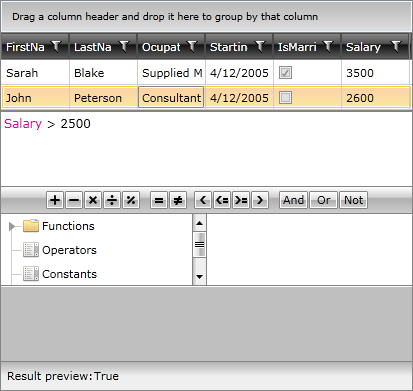 Drag a column header and drop it here to group by that column
FirstNa LastNa Ocupat Startin IsMarri Salary
Sarah Blake Supplied M 4/12/2005 3500
John Peterson Consultant 4/12/2005 2600
Salary > 2500
+ − × ÷ % = ≠ < <= >= > And Or Not
Functions
Operators
Constants
Result preview:True